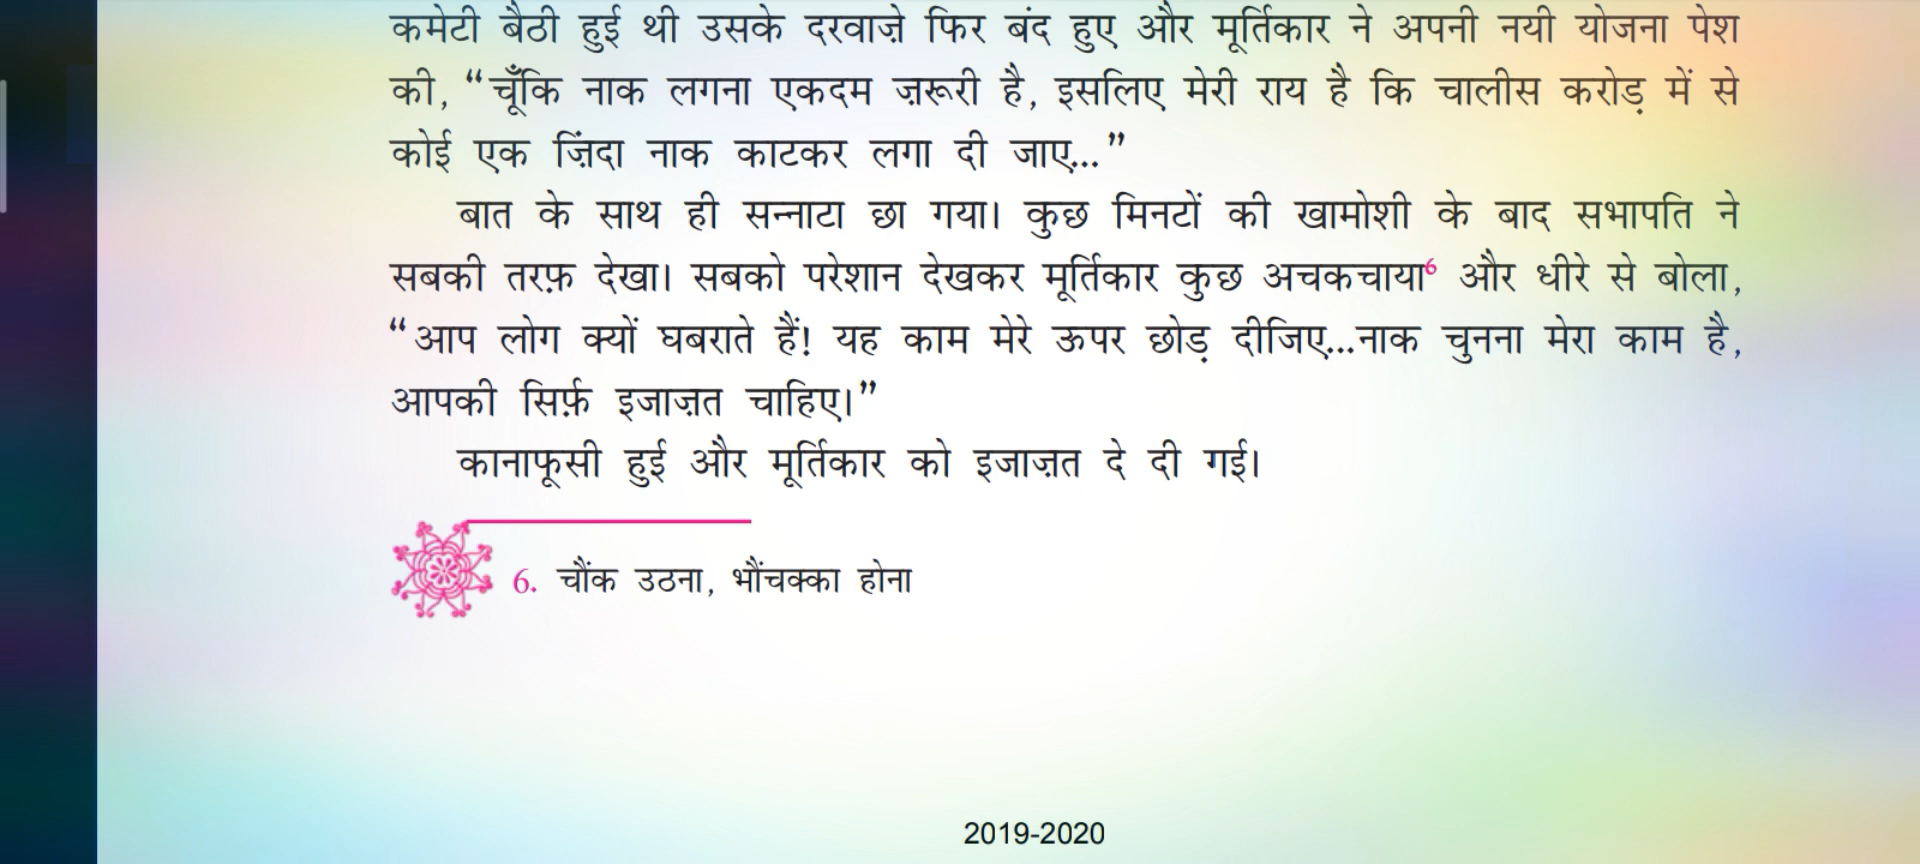 कमेटी बैठी हुई थी उसके दरवाज़े फिर बंद हुए और मूर्तिकार ने अपनी नयी योजना पेश
की, “चूँकि नाक लगना एकदम ज़रूरी है, इसलिए मेरी राय है कि चालीस करोड़ में से
कोई एक ज़िंदा नाक काटकर लगा दी जाए...”
बात के साथ ही सन्नाटा छा गया। कुछ मिनटों की खामोशी के बाद सभापति ने
सबकी तरफ़ देखा। सबको परेशान देखकर मूर्तिकार कुछ अचकचाया6 और धीरे से बोला,
“आप लोग क्यों घबराते हैं! यह काम मेरे ऊपर छोड़ दीजिए...नाक चुनना मेरा काम है,
आपकी सिर्फ़ इजाज़त चाहिए।”
कानाफूसी हुई और मूर्तिकार को इजाज़त दे दी गई।
6. चौंक उठना, भौंचक्का होना
2019-2020